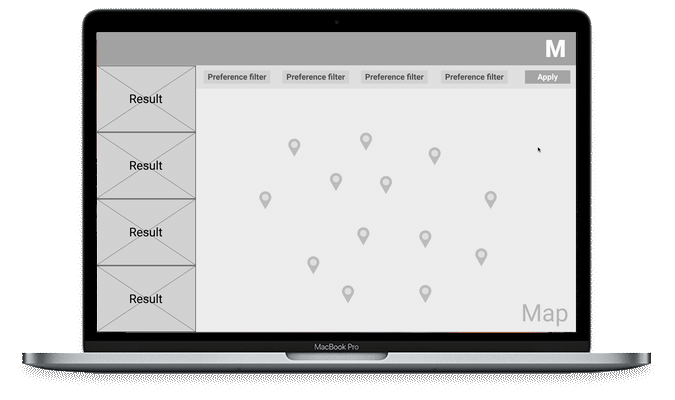 M
Preference filter
Preference filter
Preference filter
Preference filter
Apply
Result
Result
Result
Result
Map
MacBook Pro